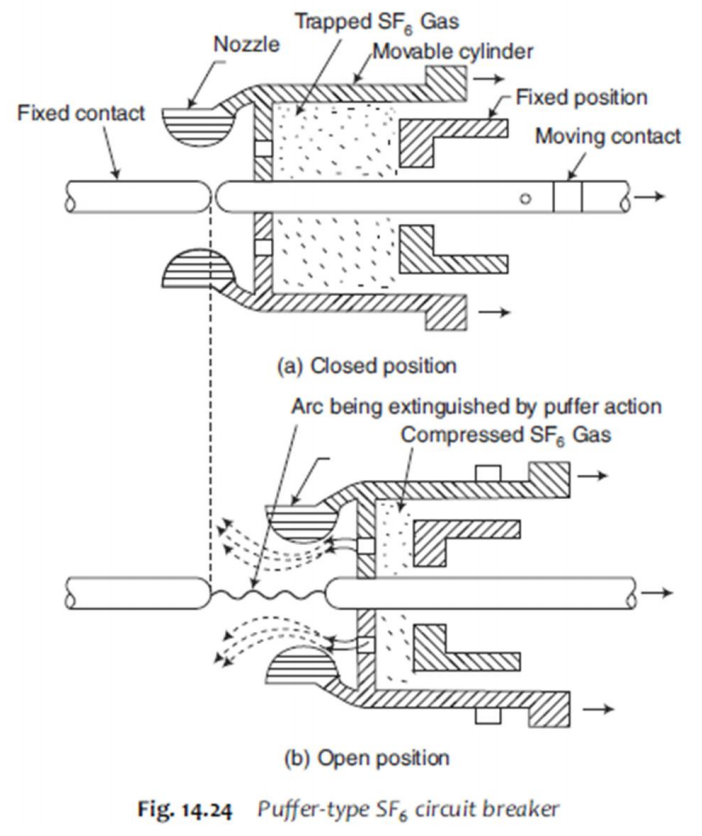 Trapped SF₆ Gas
Nozzle
Movable cylinder
Fixed contact
Fixed position
Moving contact
(a) Closed position
Arc being extinguished by puffer action
Compressed SF₆ Gas
(b) Open position
Fig. 14.24 Puffer-type SF₆ circuit breaker